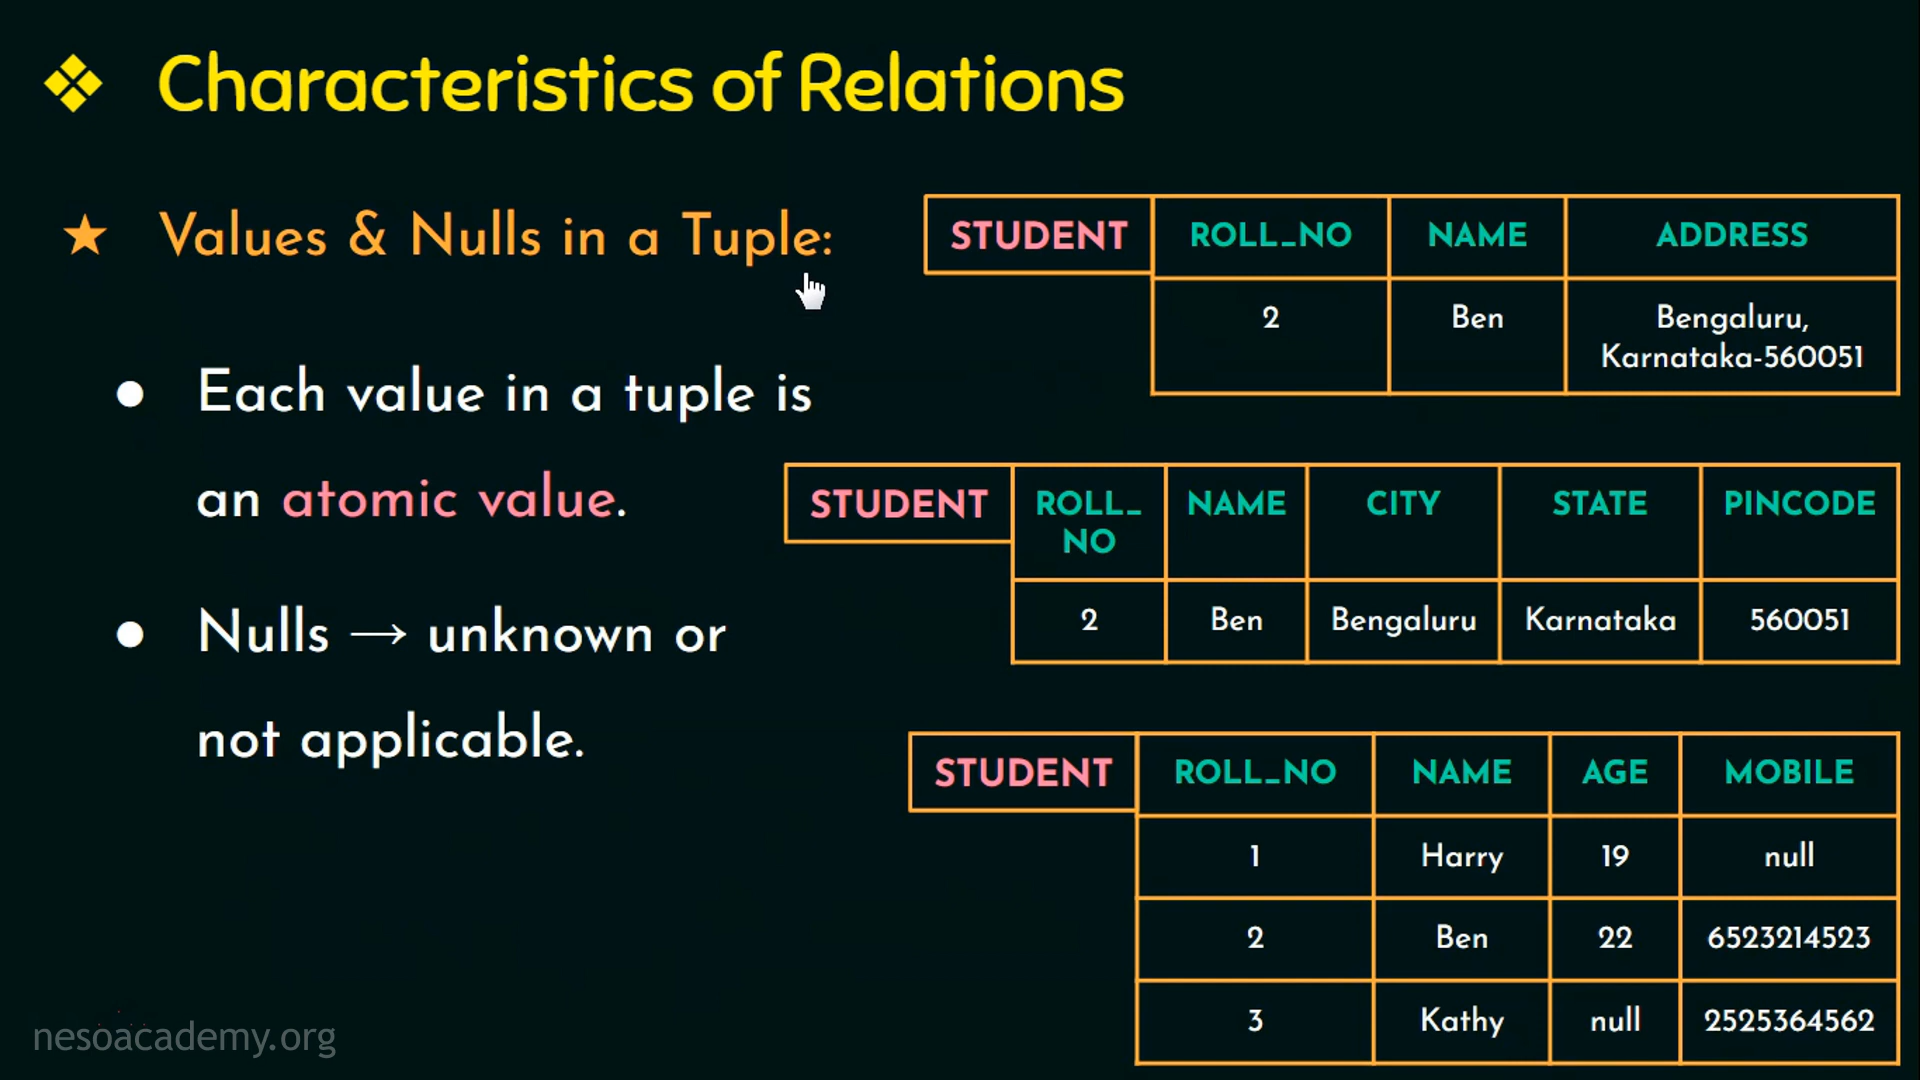 ❖ Characteristics of Relations
★ Values & Nulls in a Tuple:
● Each value in a tuple is
an atomic value.
● Nulls → unknown or
not applicable.
STUDENT ROLL_NO NAME ADDRESS
2 Ben Bengaluru,
Karnataka-560051
STUDENT ROLL_ NAME CITY STATE PINCODE
NO
2 Ben Bengaluru Karnataka 560051
STUDENT ROLL_NO NAME AGE MOBILE
1 Harry 19 null
2 Ben 22 6523214523
3 Kathy null 2525364562
nesoacademy.org